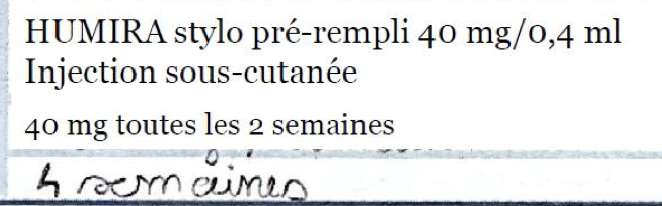 HUMIRA stylo pré-rempli 40 mg/0,4 ml
Injection sous-cutanée
40 mg toutes les 2 semaines
4 semaines